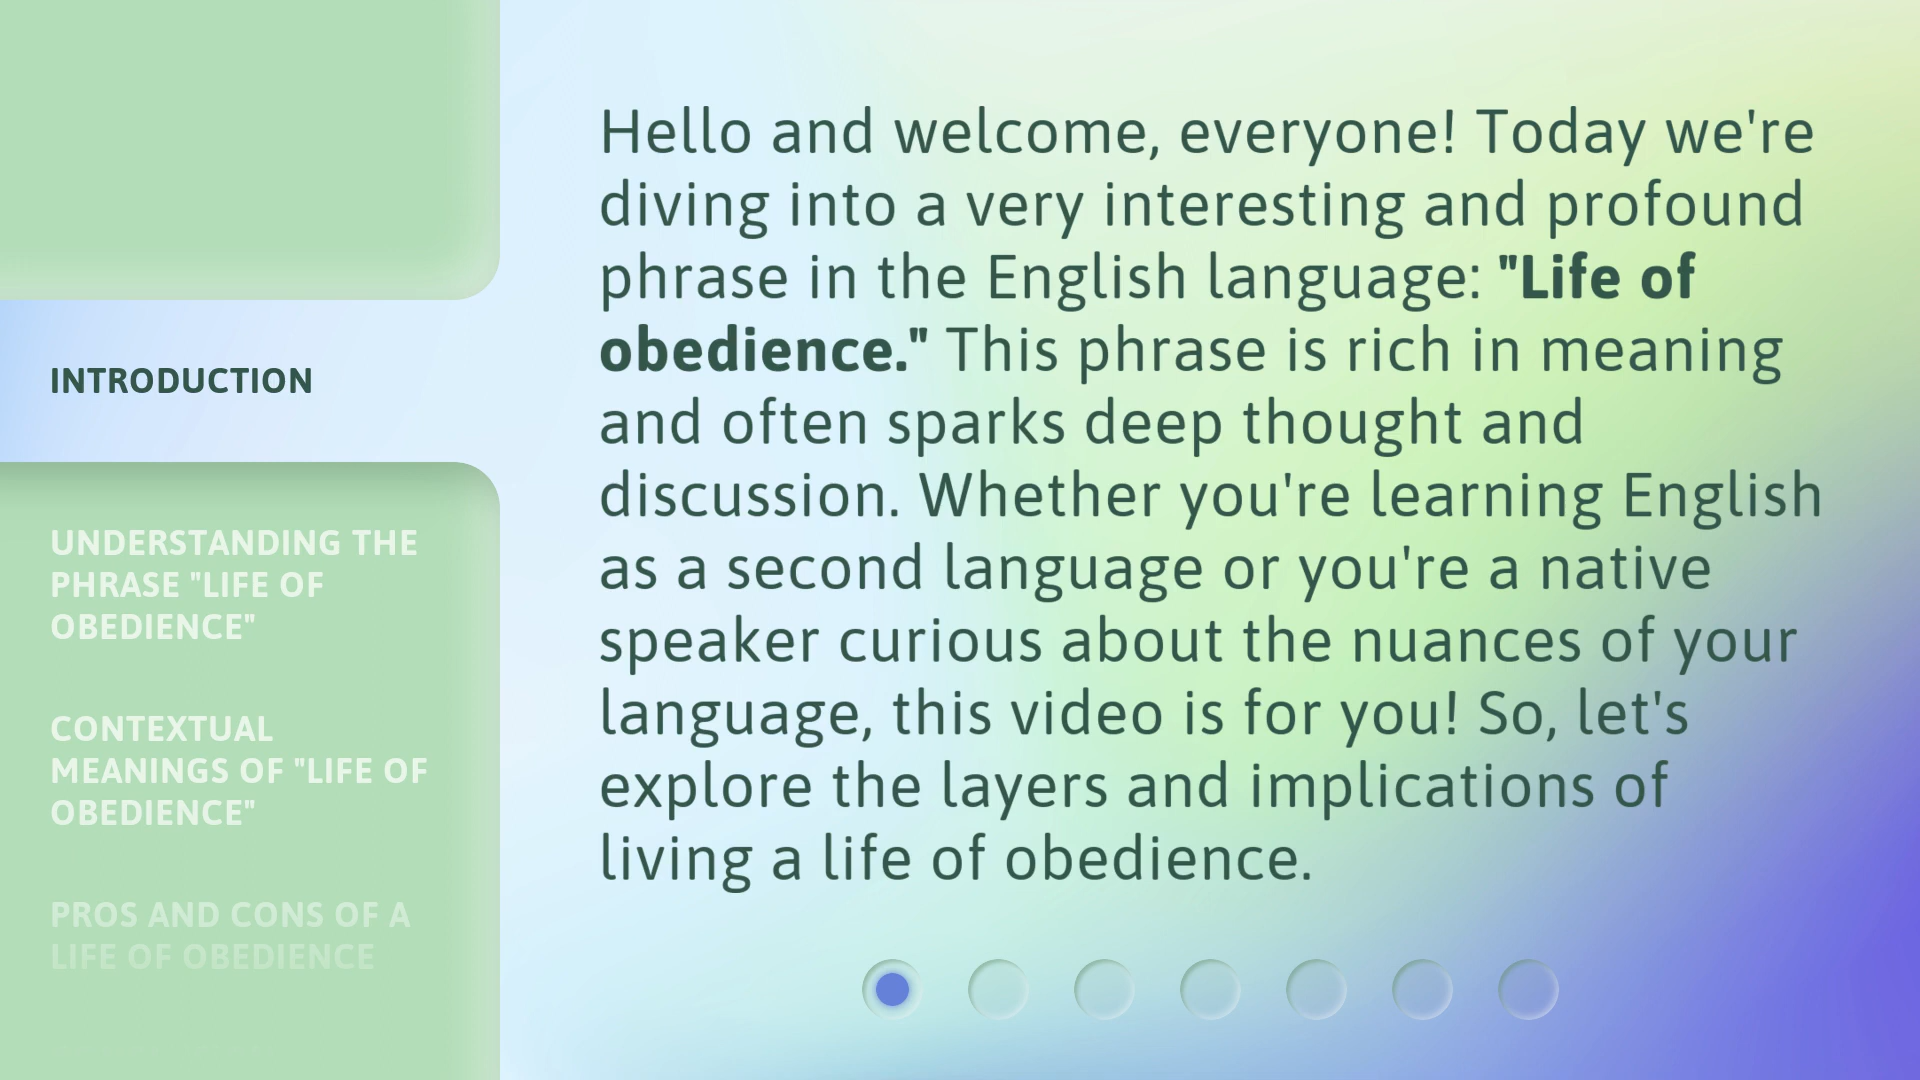 INTRODUCTION
UNDERSTANDING THE
PHRASE "LIFE OF
OBEDIENCE"
CONTEXTUAL
MEANINGS OF "LIFE OF
OBEDIENCE"
PROS AND CONS OF A
LIFE OF OBEDIENCE
Hello and welcome, everyone! Today we're
diving into a very interesting and profound
phrase in the English language: "Life of
obedience." This phrase is rich in meaning
and often sparks deep thought and
discussion. Whether you're learning English
as a second language or you're a native
speaker curious about the nuances of your
language, this video is for you! So, let's
explore the layers and implications of
living a life of obedience.